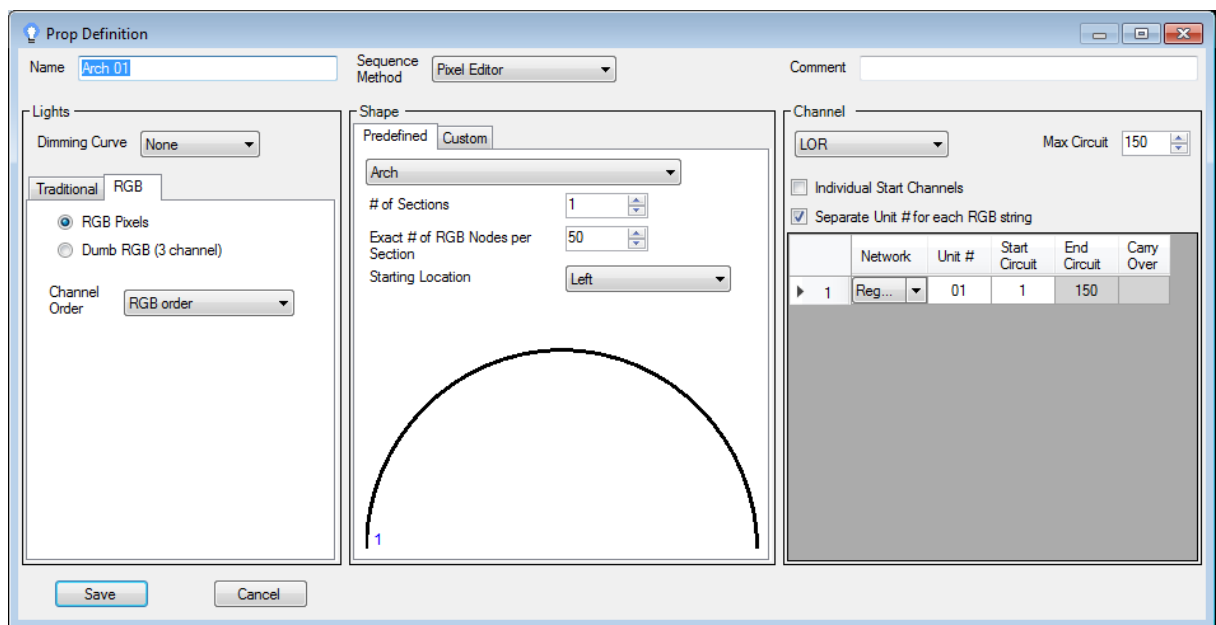 Prop Definition
Name Arch 01
Sequence Method Pixel Editor
Comment
Lights
Dimming Curve None
Traditional RGB
RGB Pixels
Dumb RGB (3 channel)
Channel Order RGB order
Shape
Predefined Custom
Arch
# of Sections 1
Exact # of RGB Nodes per
Section 50
Starting Location Left
1
Channel
LOR Max Circuit 150
Individual Start Channels
Separate Unit # for each RGB string
Network Unit # Start Circuit End Circuit Carry Over
1 Reg... 01 1 150
Save Cancel